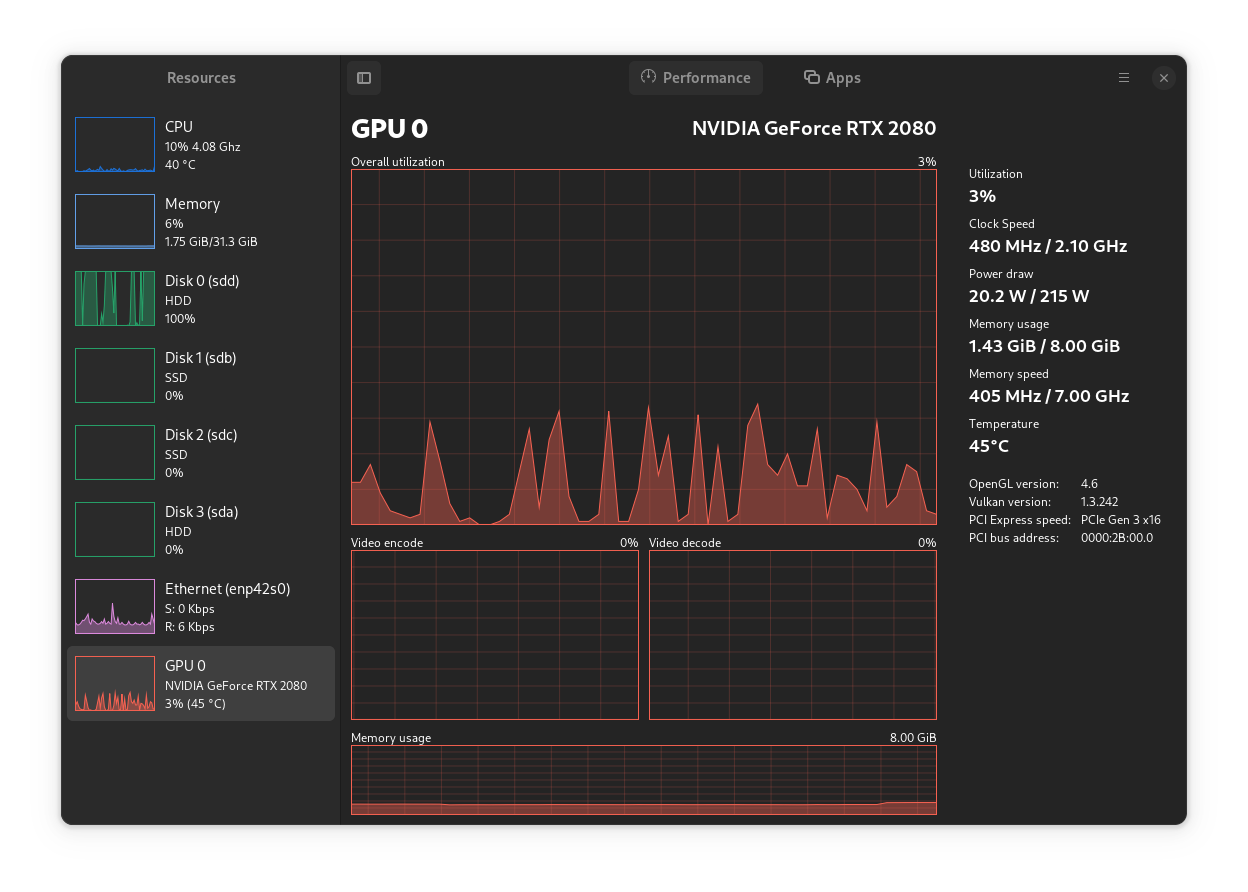 Resources
Performance
Apps
CPU
10% 4.08 Ghz
40 °C
Memory
6%
1.75 GiB/31.3 GiB
Disk 0 (sdd)
HDD
100%
Disk 1 (sdb)
SSD
0%
Disk 2 (sdc)
SSD
0%
Disk 3 (sda)
HDD
0%
Ethernet (enp42s0)
S: 0 Kbps
R: 6 Kbps
GPU 0
NVIDIA GeForce RTX 2080
3% (45 °C)
GPU 0 NVIDIA GeForce RTX 2080
Overall utilization 3%
Video encode 0%
Video decode 0%
Memory usage 8.00 GiB
Utilization
3%
Clock Speed
480 MHz / 2.10 GHz
Power draw
20.2 W / 215 W
Memory usage
1.43 GiB / 8.00 GiB
Memory speed
405 MHz / 7.00 GHz
Temperature
45°C
OpenGL version: 4.6
Vulkan version: 1.3.242
PCI Express speed: PCIe Gen 3 x16
PCI bus address: 0000:2B:00.0